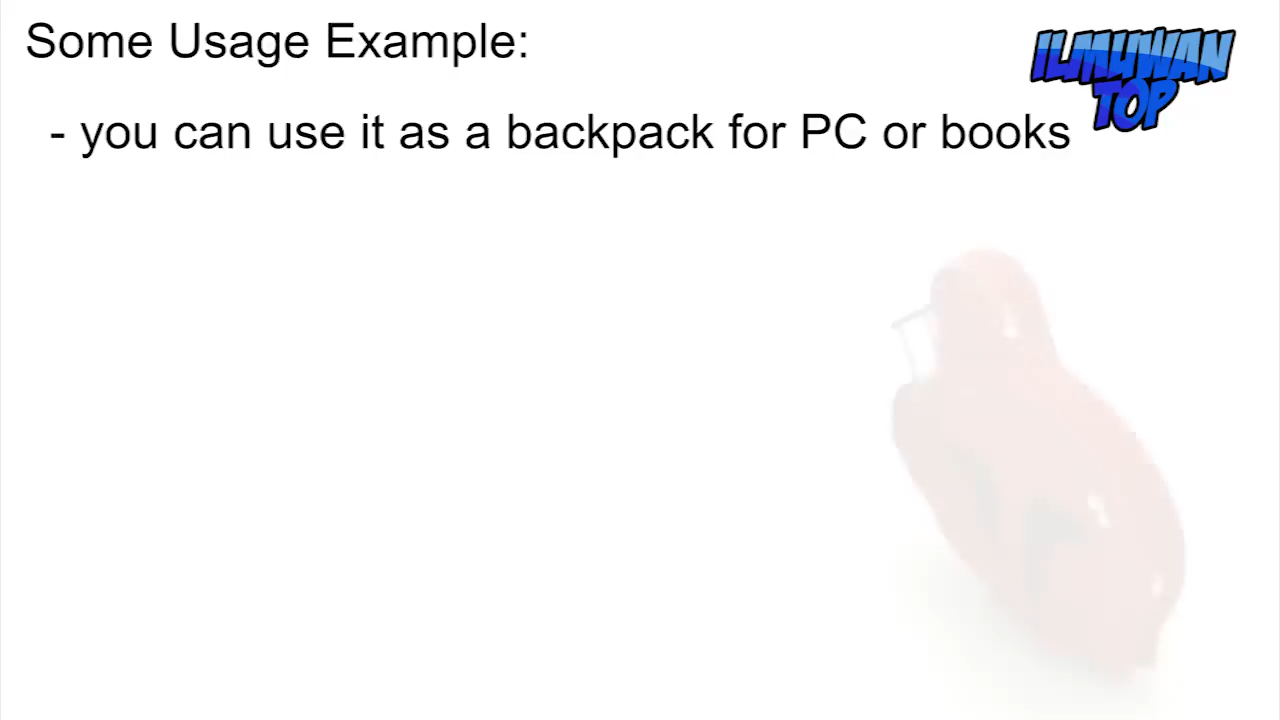 Some Usage Example:
ILMUWAN
TOP
- you can use it as a backpack for PC or books